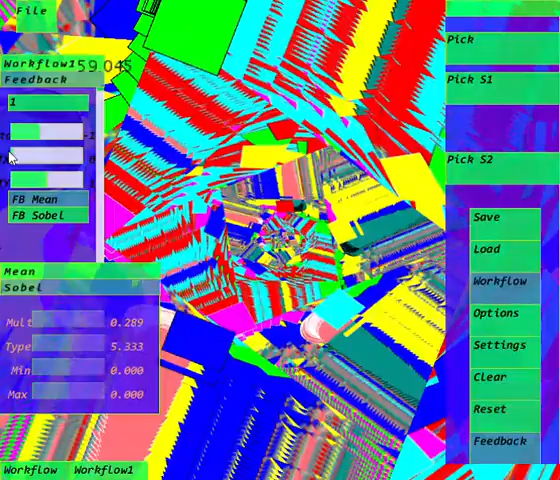 File
Workflow1 59.045
Feedback
1
-1
0
FB Mean
FB Sobel
Mean
Sobel
Mult 0.289
Type 5.333
Min 0.000
Max 0.000
Workflow Workflow1
Pick
Pick S1
Pick S2
Save
Load
Workflow
Options
Settings
Clear
Reset
Feedback